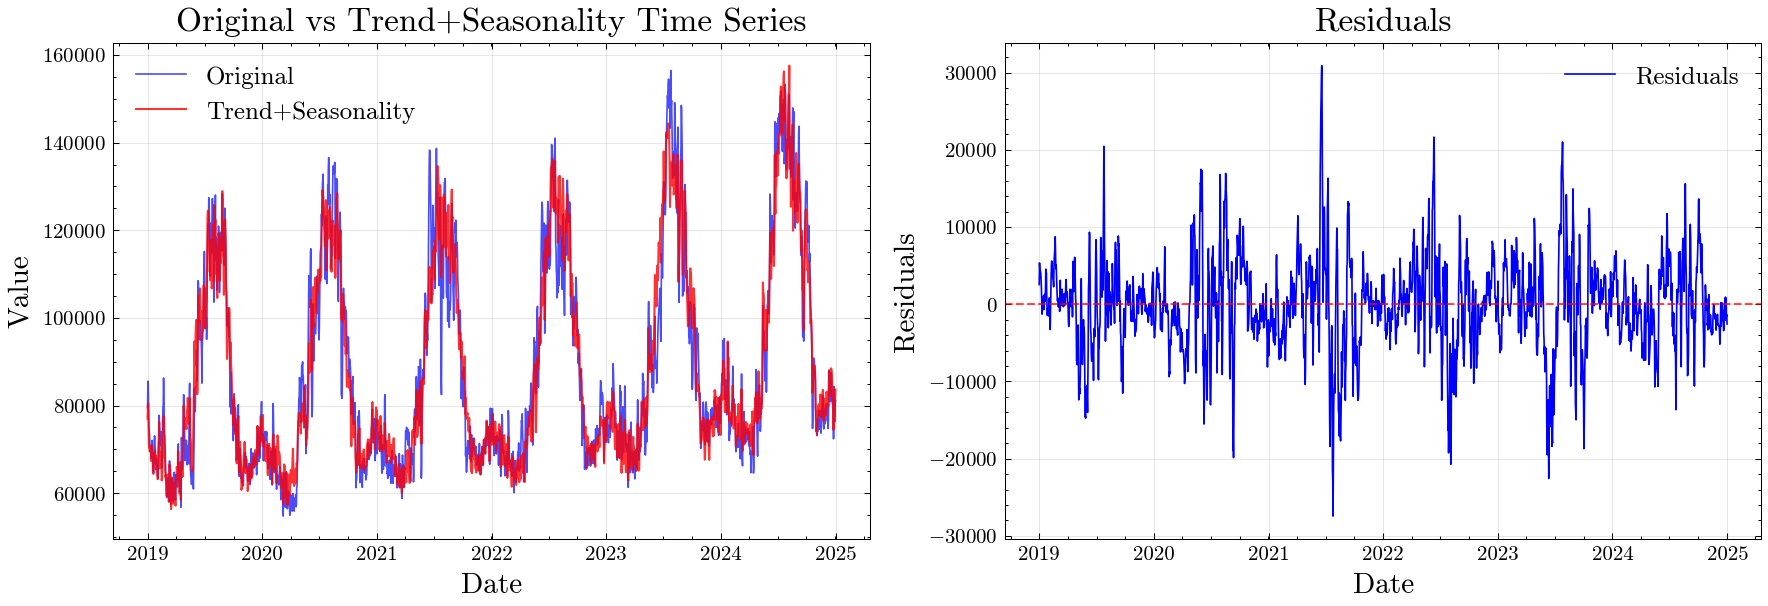 Original vs Trend+Seasonality Time Series
160000
140000
120000
100000
80000
60000
Value
Original
Trend+Seasonality
2019 2020 2021 2022 2023 2024 2025
Date
Residuals
30000
20000
10000
0
−10000
−20000
−30000
Residuals
Residuals
2019 2020 2021 2022 2023 2024 2025
Date